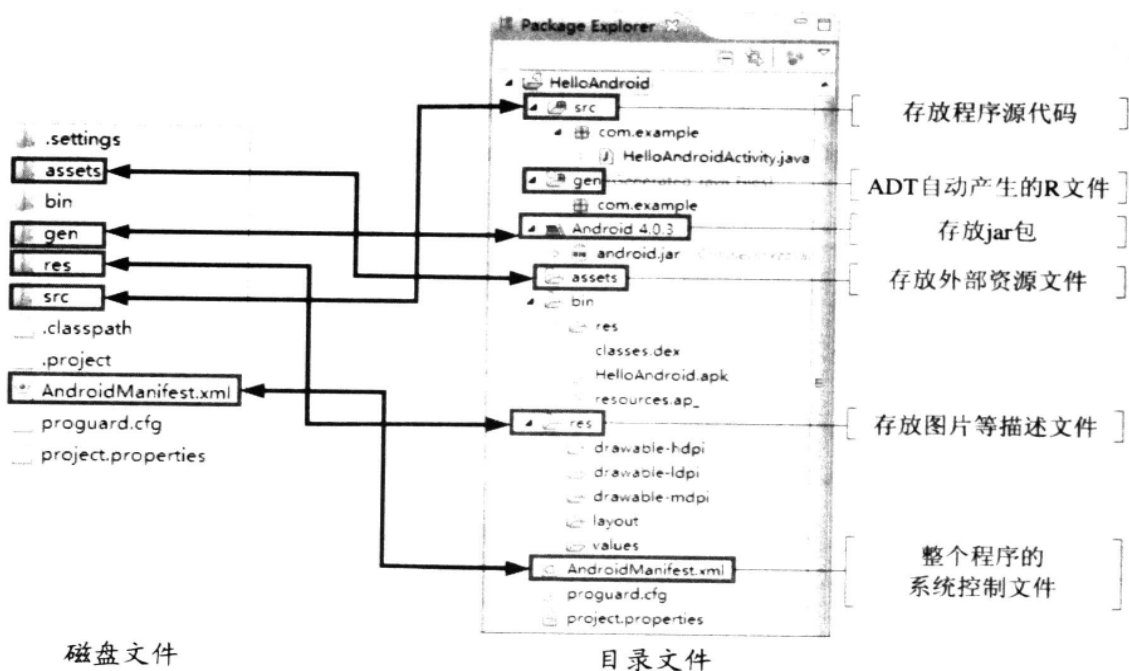 .settings
assets
bin
gen
res
src
.classpath
.project
AndroidManifest.xml
proguard.cfg
project.properties
磁盘文件
Package Explorer
HelloAndroid
src
com.example
HelloAndroidActivity.java
gen
com.example
Android 4.0.3
android.jar
assets
bin
res
classes.dex
HelloAndroid.apk
resources.ap_
res
drawable-hdpi
drawable-ldpi
drawable-mdpi
layout
values
AndroidManifest.xml
proguard.cfg
project.properties
目录文件
存放程序源代码
ADT自动产生的R文件
存放jar包
存放外部资源文件
存放图片等描述文件
整个程序的
系统控制文件